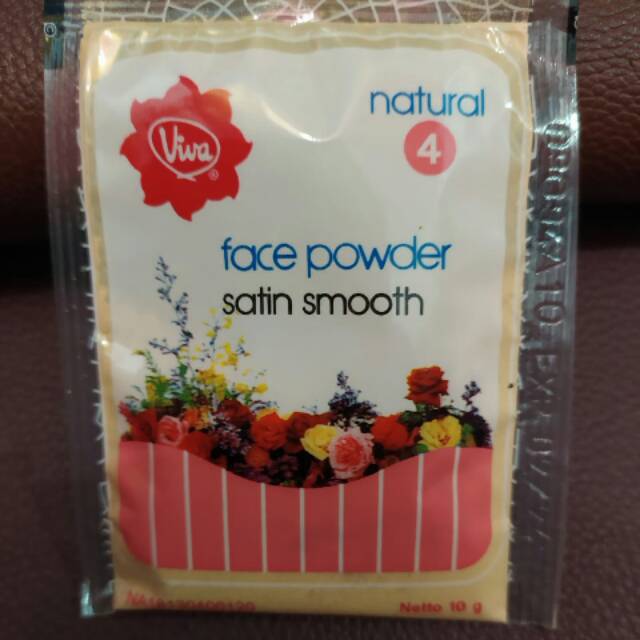 natural
4
Viva
®
face powder
satin smooth
Netto 10 g